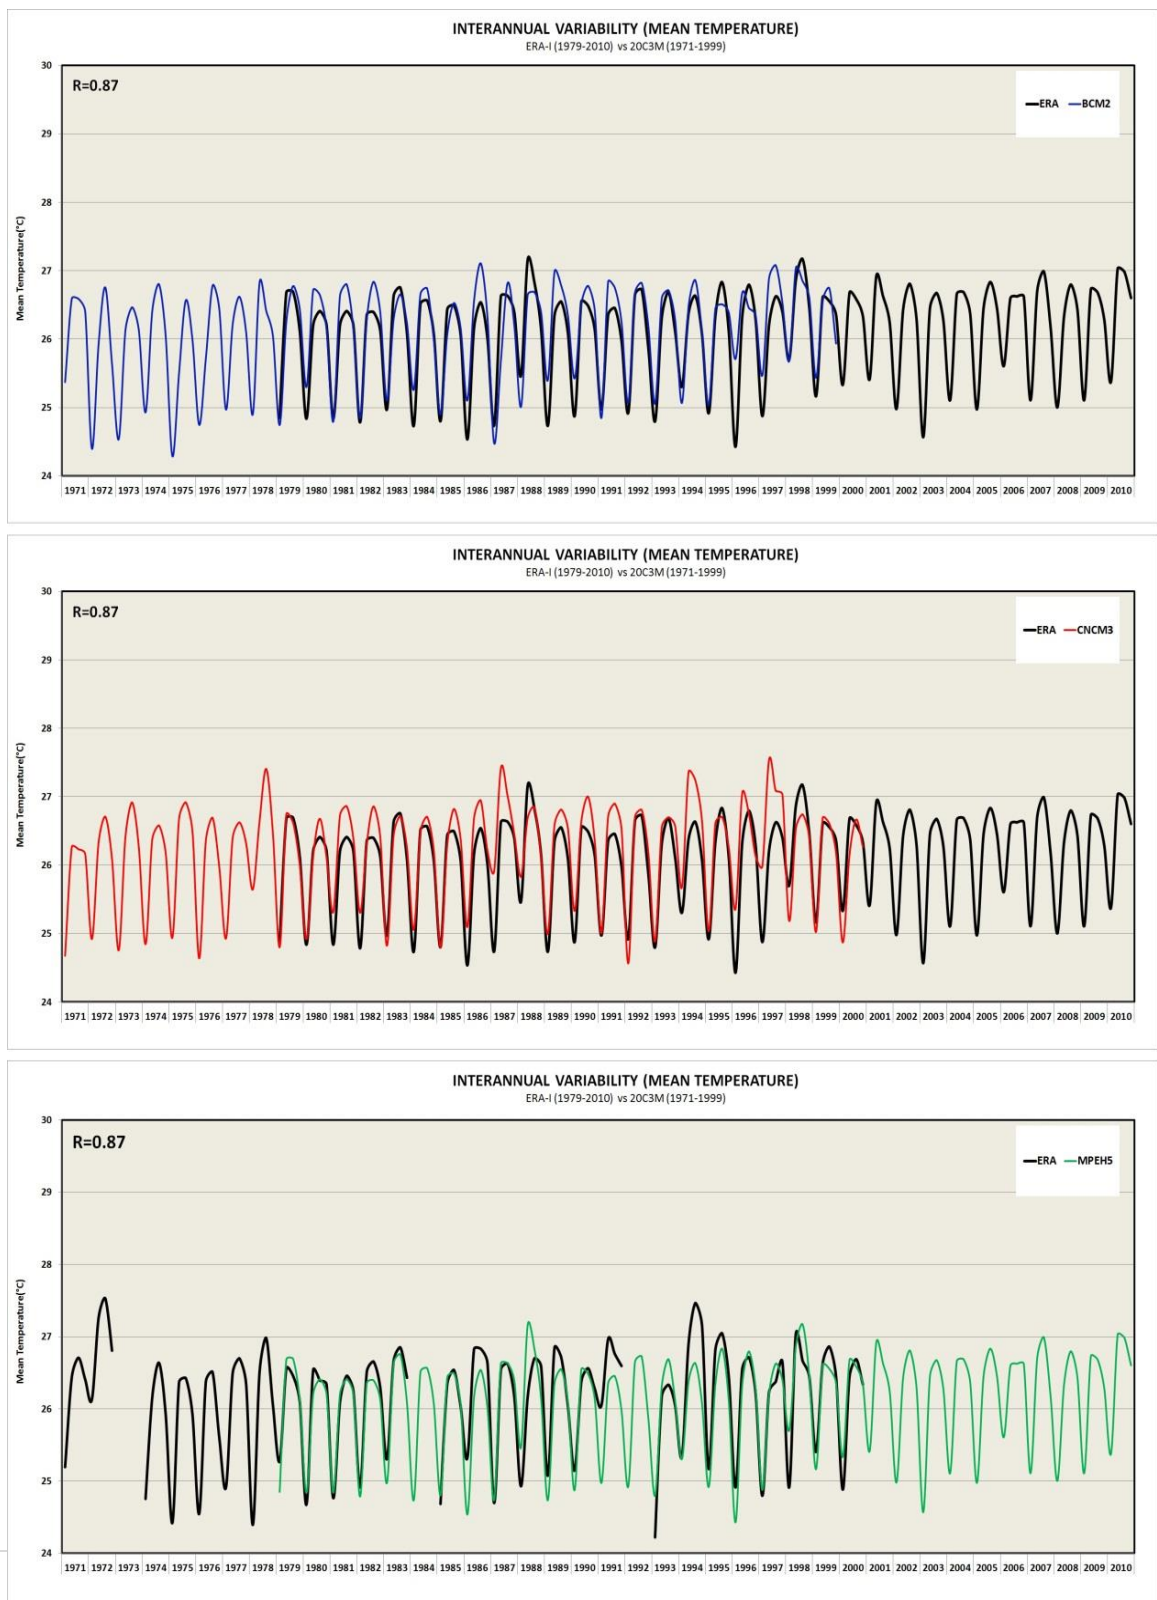 INTERANNUAL VARIABILITY (MEAN TEMPERATURE)
ERA-I (1979-2010) vs 20C3M (1971-1999)
R=0.87
ERA BCM2
Mean Temperature(°C)
30
29
28
27
26
25
24
1971 1972 1973 1974 1975 1976 1977 1978 1979 1980 1981 1982 1983 1984 1985 1986 1987 1988 1989 1990 1991 1992 1993 1994 1995 1996 1997 1998 1999 2000 2001 2002 2003 2004 2005 2006 2007 2008 2009 2010
INTERANNUAL VARIABILITY (MEAN TEMPERATURE)
ERA-I (1979-2010) vs 20C3M (1971-1999)
R=0.87
ERA CNCM3
Mean Temperature(°C)
30
29
28
27
26
25
24
1971 1972 1973 1974 1975 1976 1977 1978 1979 1980 1981 1982 1983 1984 1985 1986 1987 1988 1989 1990 1991 1992 1993 1994 1995 1996 1997 1998 1999 2000 2001 2002 2003 2004 2005 2006 2007 2008 2009 2010
INTERANNUAL VARIABILITY (MEAN TEMPERATURE)
ERA-I (1979-2010) vs 20C3M (1971-1999)
R=0.87
ERA MPEH5
Mean Temperature(°C)
30
29
28
27
26
25
24
1971 1972 1973 1974 1975 1976 1977 1978 1979 1980 1981 1982 1983 1984 1985 1986 1987 1988 1989 1990 1991 1992 1993 1994 1995 1996 1997 1998 1999 2000 2001 2002 2003 2004 2005 2006 2007 2008 2009 2010